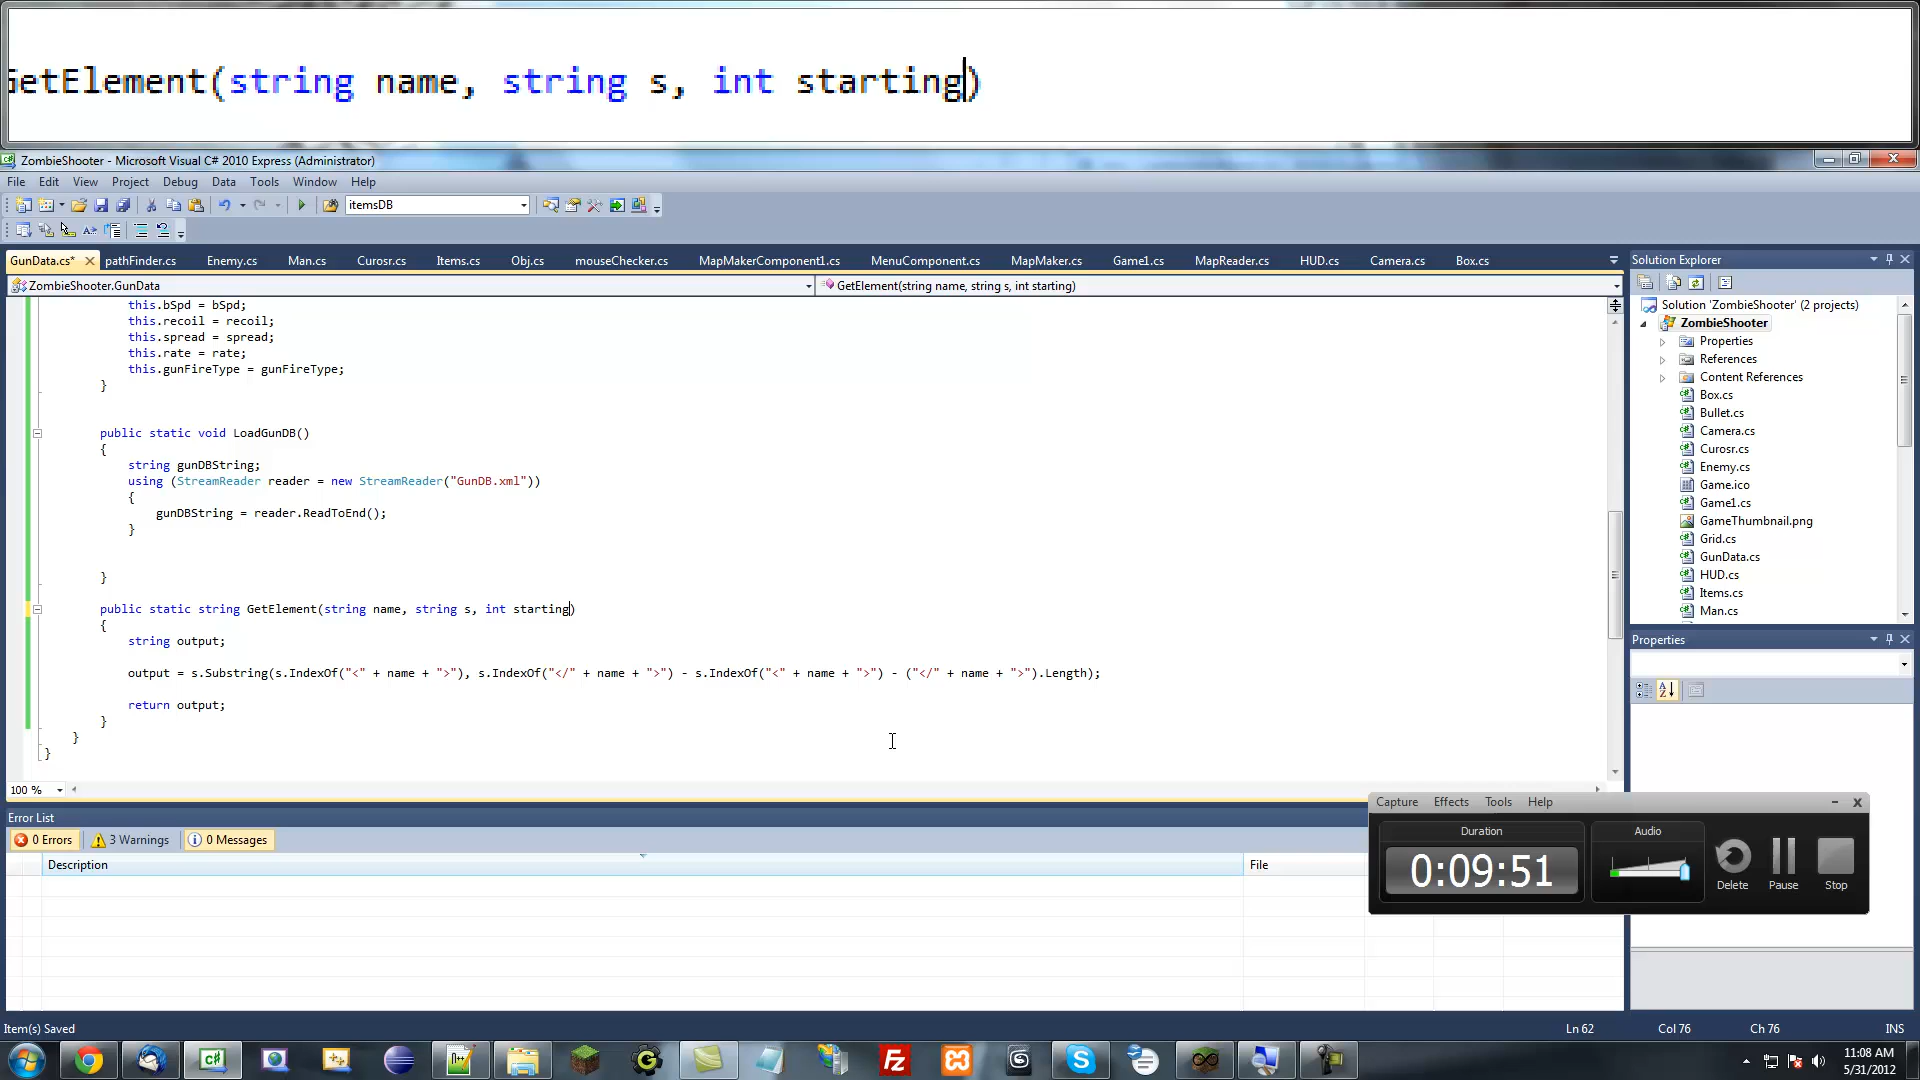 GetElement(string name, string s, int starting)
ZombieShooter - Microsoft Visual C# 2010 Express (Administrator)
File Edit View Project Debug Data Tools Window Help
itemsDB
GunData.cs* pathFinder.cs Enemy.cs Man.cs Curosr.cs Items.cs Obj.cs mouseChecker.cs MapMakerComponent1.cs MenuComponent.cs MapMaker.cs Game1.cs MapReader.cs HUD.cs Camera.cs Box.cs
ZombieShooter.GunData GetElement(string name, string s, int starting)
this.bSpd = bSpd;
this.recoil = recoil;
this.spread = spread;
this.rate = rate;
this.gunFireType = gunFireType;
}
public static void LoadGunDB()
{
string gunDBString;
using (StreamReader reader = new StreamReader("GunDB.xml"))
{
gunDBString = reader.ReadToEnd();
}
}
public static string GetElement(string name, string s, int starting)
{
string output;
output = s.Substring(s.IndexOf("<" + name + ">"), s.IndexOf("</" + name + ">") - s.IndexOf("<" + name + ">") - ("</" + name + ">").Length);
return output;
}
}
}
100 %
Solution Explorer
Solution 'ZombieShooter' (2 projects)
ZombieShooter
Properties
References
Content References
Box.cs
Bullet.cs
Camera.cs
Curosr.cs
Enemy.cs
Game.ico
Game1.cs
GameThumbnail.png
Grid.cs
GunData.cs
HUD.cs
Items.cs
Man.cs
Properties
Error List
0 Errors 3 Warnings 0 Messages
Description File
Capture Effects Tools Help
Duration Audio
0:09:51
Delete Pause Stop
Item(s) Saved Ln 62 Col 76 Ch 76 INS
11:08 AM
5/31/2012